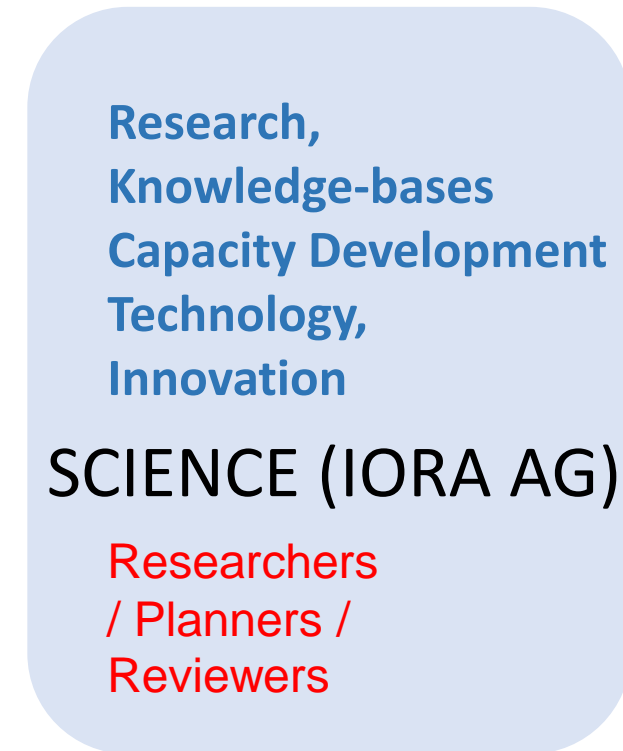 Research,
Knowledge-bases
Capacity Development
Technology,
Innovation
SCIENCE (IORA AG)
Researchers
/ Planners /
Reviewers